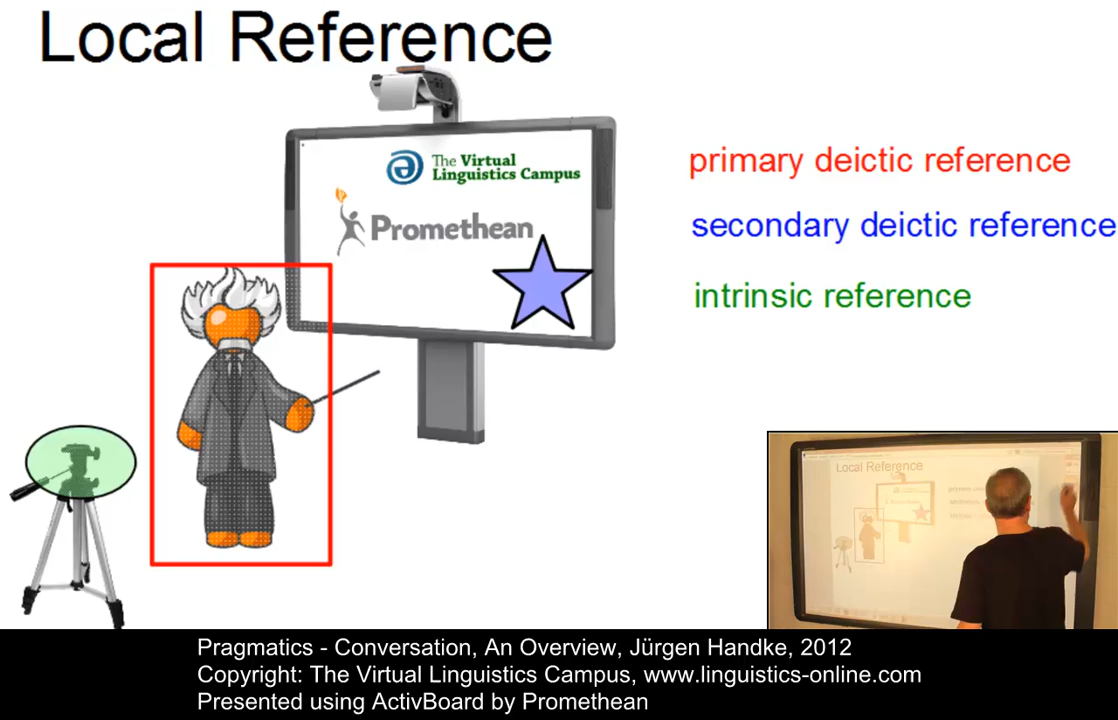 Local Reference
The Virtual
Linguistics Campus
Promethean
primary deictic reference
secondary deictic reference
intrinsic reference
Local Reference
Pragmatics - Conversation, An Overview, Jürgen Handke, 2012
Copyright: The Virtual Linguistics Campus, www.linguistics-online.com
Presented using ActivBoard by Promethean